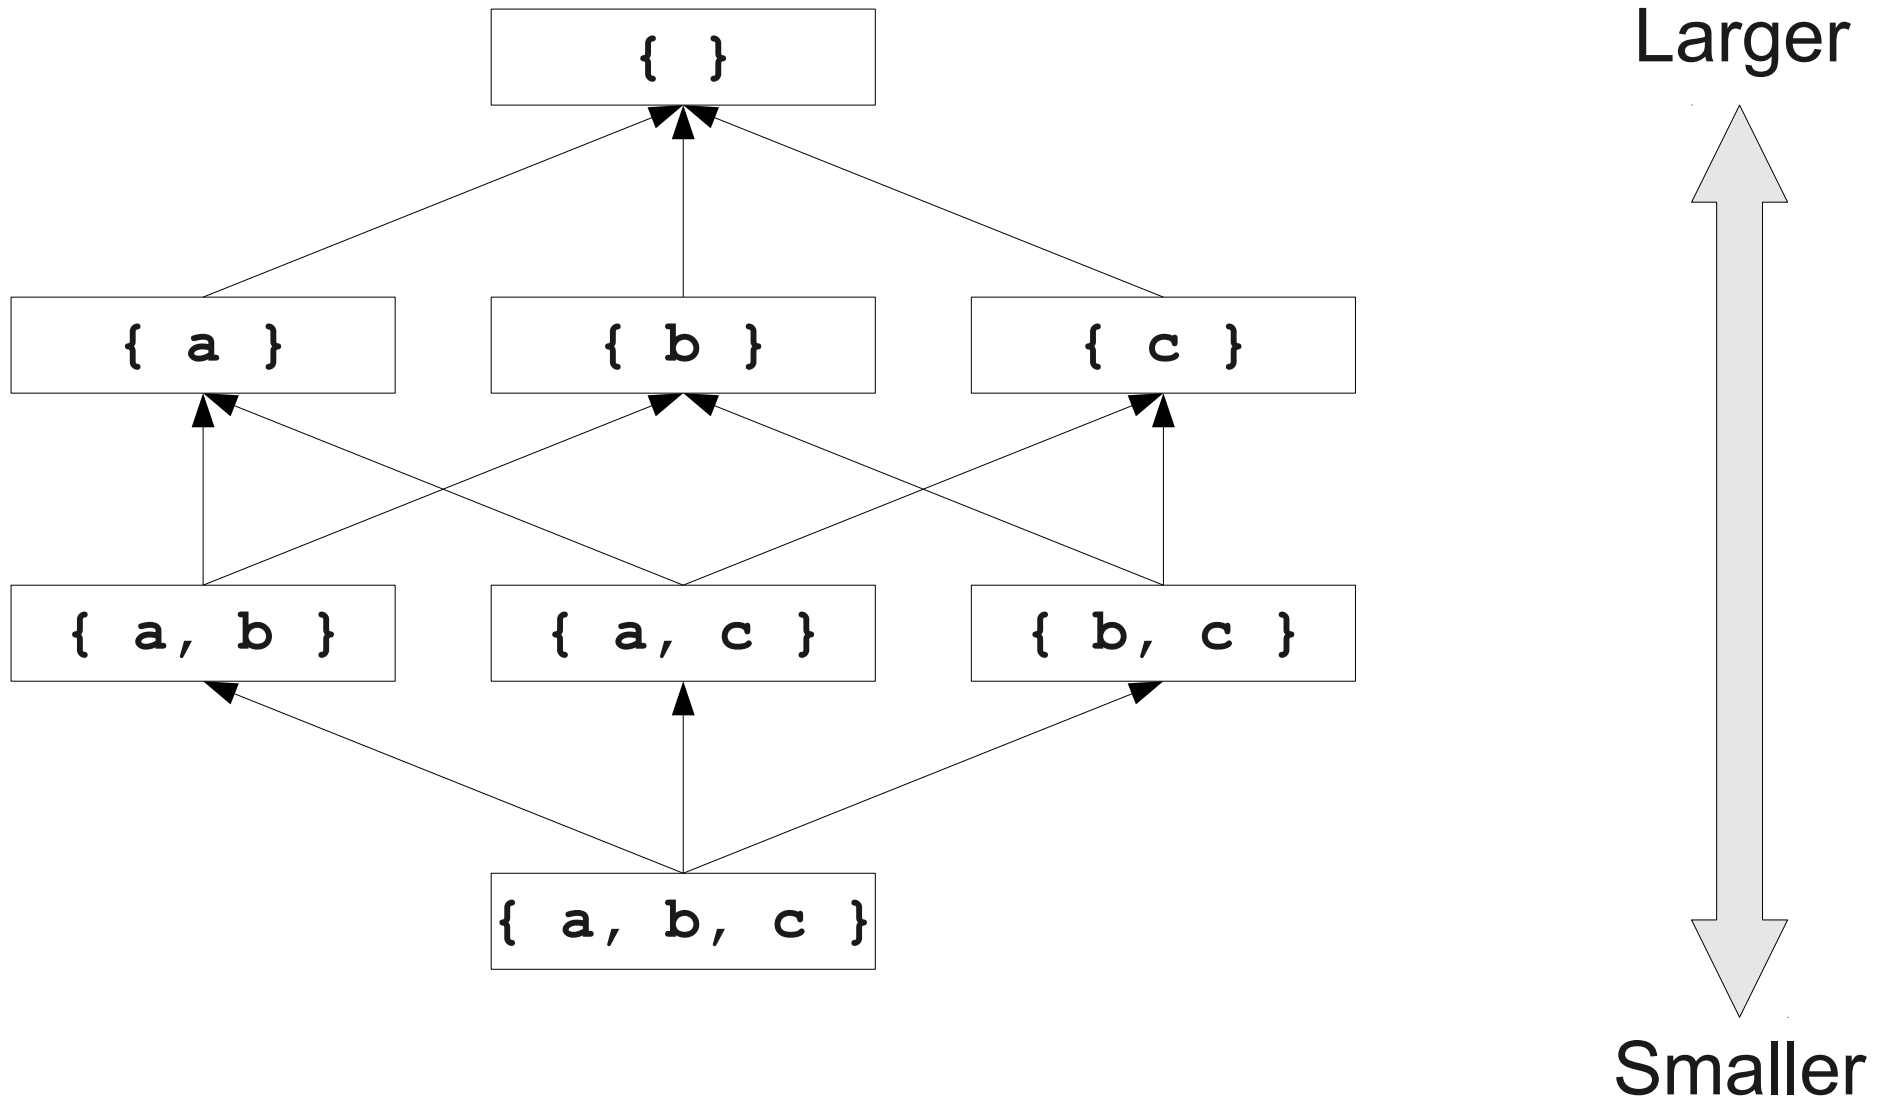 { }
Larger
{ a }
{ b }
{ c }
{ a, b }
{ a, c }
{ b, c }
{ a, b, c }
Smaller